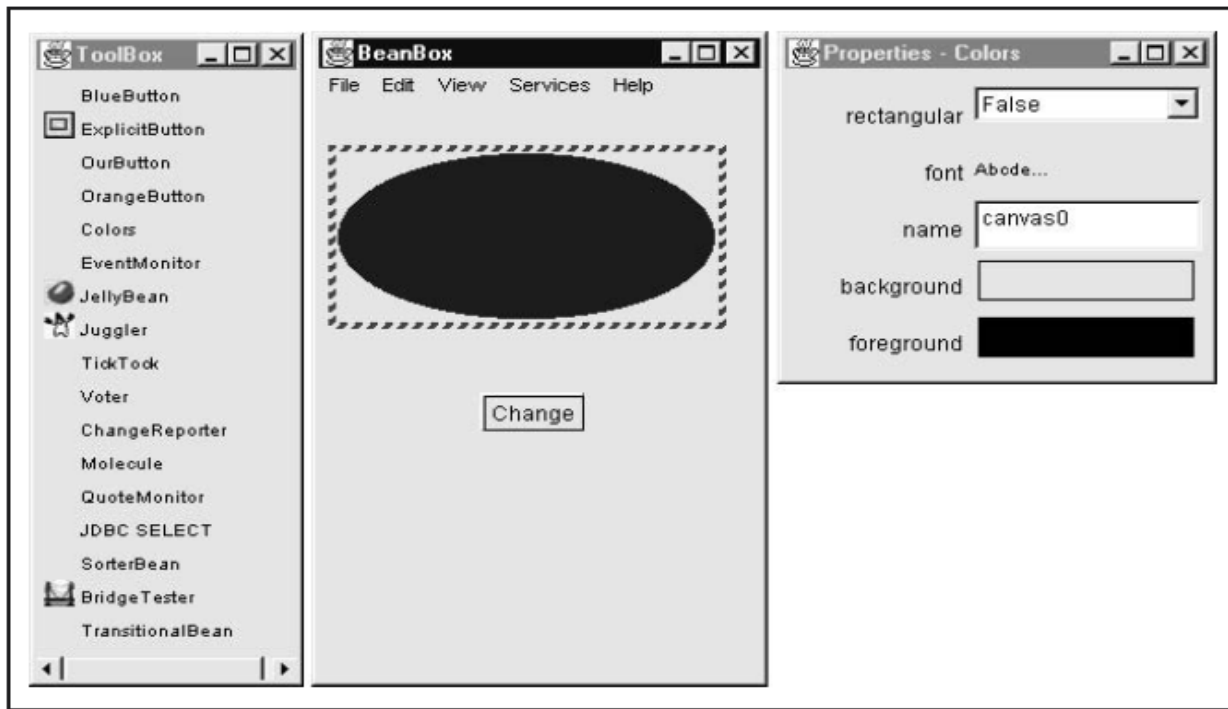 ToolBox
BlueButton
ExplicitButton
OurButton
OrangeButton
Colors
EventMonitor
JellyBean
Juggler
TickTock
Voter
ChangeReporter
Molecule
QuoteMonitor
JDBC SELECT
SorterBean
BridgeTester
TransitionalBean
BeanBox
File Edit View Services Help
Change
Properties - Colors
rectangular False
font Abcde...
name canvas0
background
foreground